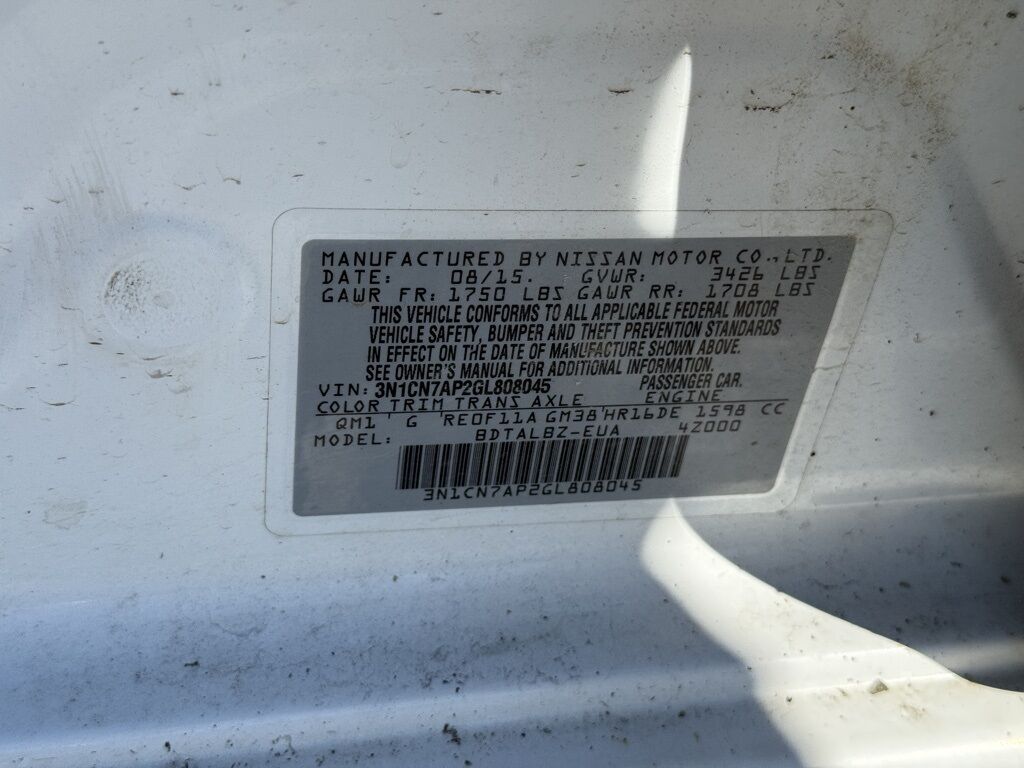 MANUFACTURED BY NISSAN MOTOR CO., LTD.
DATE: 08/15. GVWR: 3426 LBS
GAWR FR: 1750 LBS GAWR RR: 1708 LBS
THIS VEHICLE CONFORMS TO ALL APPLICABLE FEDERAL MOTOR
VEHICLE SAFETY, BUMPER AND THEFT PREVENTION STANDARDS
IN EFFECT ON THE DATE OF MANUFACTURE SHOWN ABOVE.
SEE OWNER'S MANUAL FOR ADDITIONAL INFORMATION.
VIN: 3N1CN7AP2GL808045 PASSENGER CAR.
COLOR TRIM TRANS AXLE ENGINE
QM1 G RE0F11A GM38 HR16DE 1598 CC
MODEL: BDTALBZ-EUA 4Z000
3N1CN7AP2GL808045